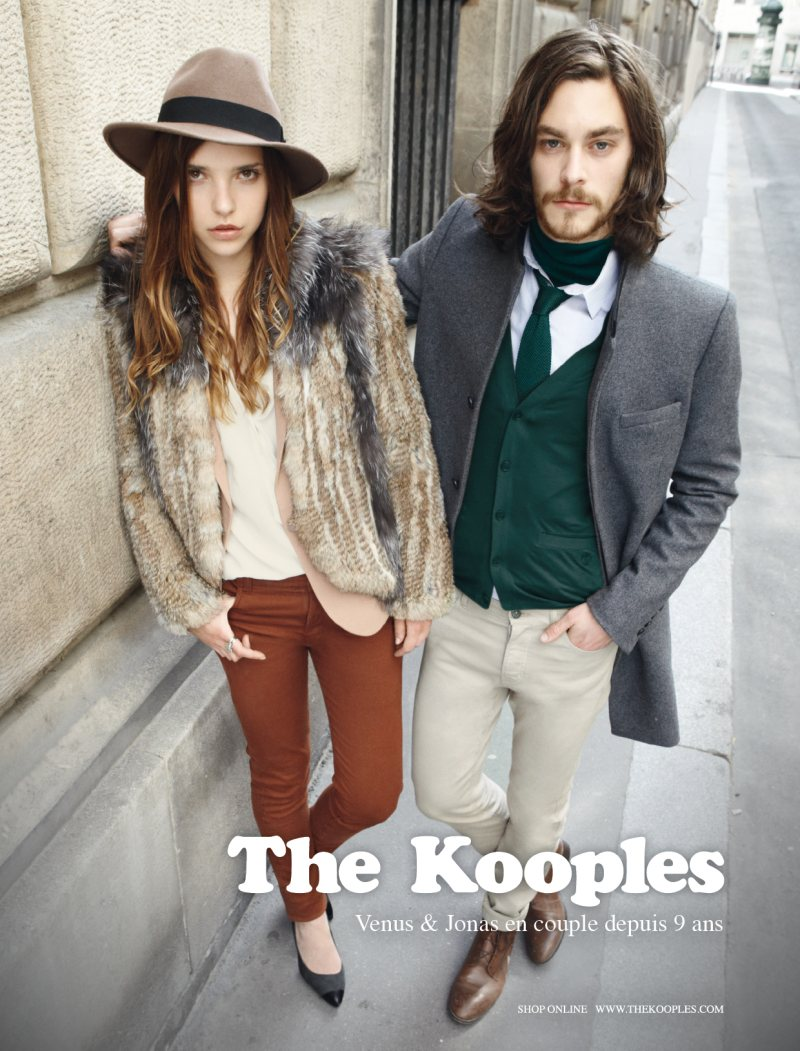 The Kooples
Venus & Jonas en couple depuis 9 ans
SHOP ONLINE WWW.THEKOOPLES.COM